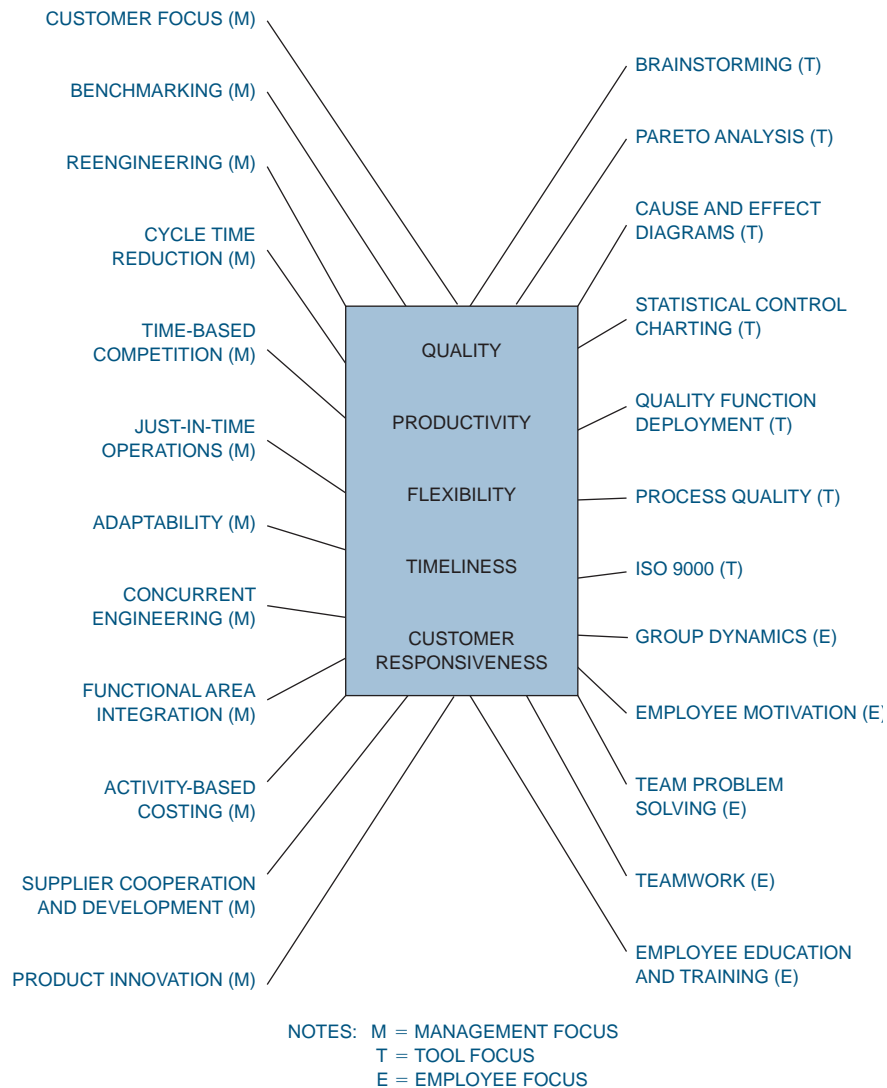 CUSTOMER FOCUS (M)
BENCHMARKING (M)
REENGINEERING (M)
CYCLE TIME
REDUCTION (M)
TIME-BASED
COMPETITION (M)
JUST-IN-TIME
OPERATIONS (M)
ADAPTABILITY (M)
CONCURRENT
ENGINEERING (M)
FUNCTIONAL AREA
INTEGRATION (M)
ACTIVITY-BASED
COSTING (M)
SUPPLIER COOPERATION
AND DEVELOPMENT (M)
PRODUCT INNOVATION (M)
QUALITY
PRODUCTIVITY
FLEXIBILITY
TIMELINESS
CUSTOMER
RESPONSIVENESS
BRAINSTORMING (T)
PARETO ANALYSIS (T)
CAUSE AND EFFECT
DIAGRAMS (T)
STATISTICAL CONTROL
CHARTING (T)
QUALITY FUNCTION
DEPLOYMENT (T)
PROCESS QUALITY (T)
ISO 9000 (T)
GROUP DYNAMICS (E)
EMPLOYEE MOTIVATION (E)
TEAM PROBLEM
SOLVING (E)
TEAMWORK (E)
EMPLOYEE EDUCATION
AND TRAINING (E)
NOTES: M = MANAGEMENT FOCUS
T = TOOL FOCUS
E = EMPLOYEE FOCUS